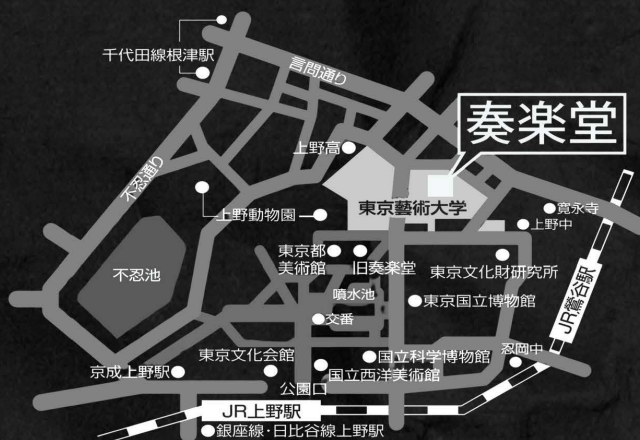 千代田線根津駅
言問通り
奏楽堂
上野高
不忍通り
東京藝術大学
上野動物園
寛永寺
上野中
東京都
美術館
旧奏楽堂
東京文化財研究所
不忍池
噴水池
東京国立博物館
JR鶯谷駅
交番
忍岡中
東京文化会館
国立科学博物館
京成上野駅
国立西洋美術館
公園口
JR上野駅
銀座線・日比谷線上野駅